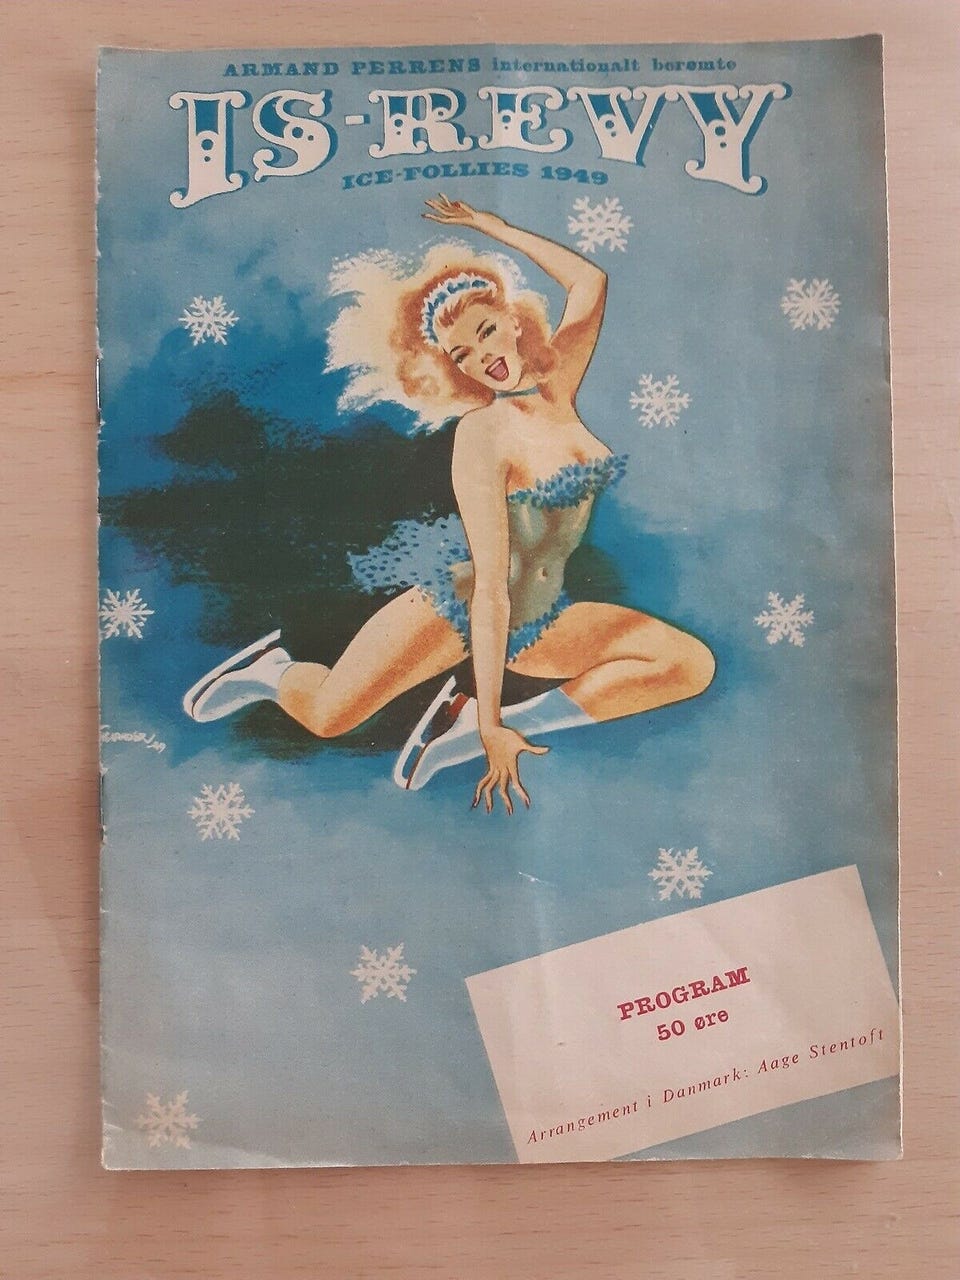 ARMAND PERRENS internationalt berømte
IS-REVY
ICE-FOLLIES 1949
PROGRAM
50 øre
Arrangement i Danmark: Aage Stentoft